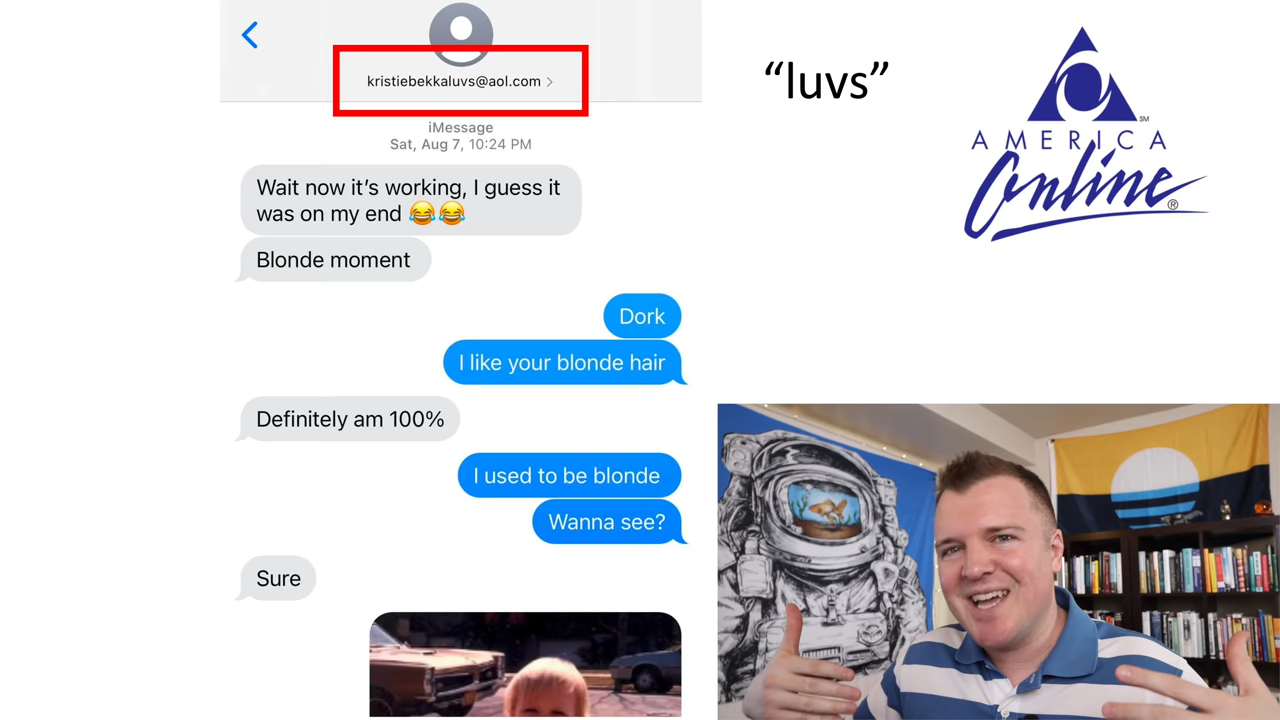 kristiebekkaluvs@aol.com >
iMessage
Sat, Aug 7, 10:24 PM
Wait now it's working, I guess it
was on my end 😂😂
Blonde moment
Dork
I like your blonde hair
Definitely am 100%
I used to be blonde
Wanna see?
Sure
“luvs”
AMERICA
Online
SM
®